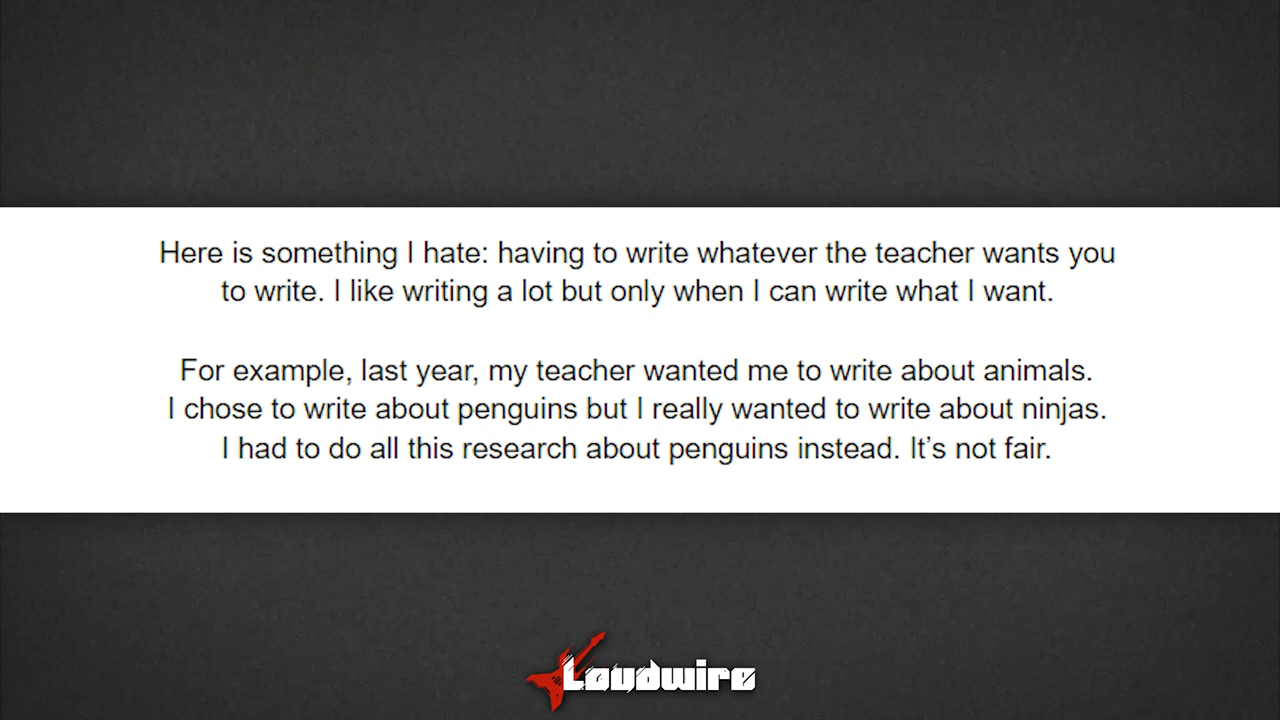 Here is something I hate: having to write whatever the teacher wants you
to write. I like writing a lot but only when I can write what I want.
For example, last year, my teacher wanted me to write about animals.
I chose to write about penguins but I really wanted to write about ninjas.
I had to do all this research about penguins instead. It’s not fair.
Loudwire